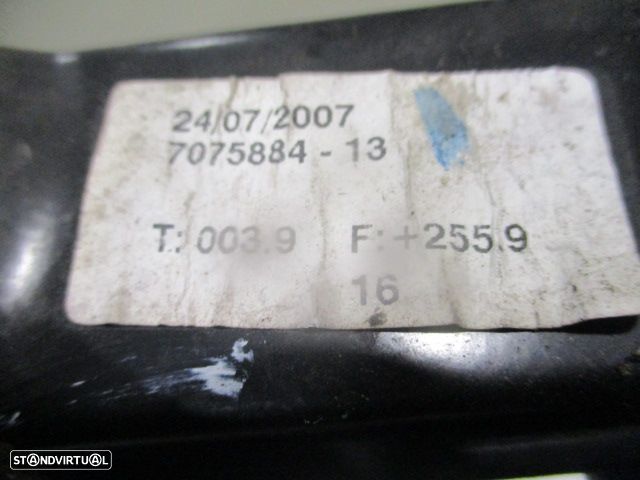 24/07/2007
7075884 - 13
T: 003.9 F: +255.9
16
STANDVIRTUAL